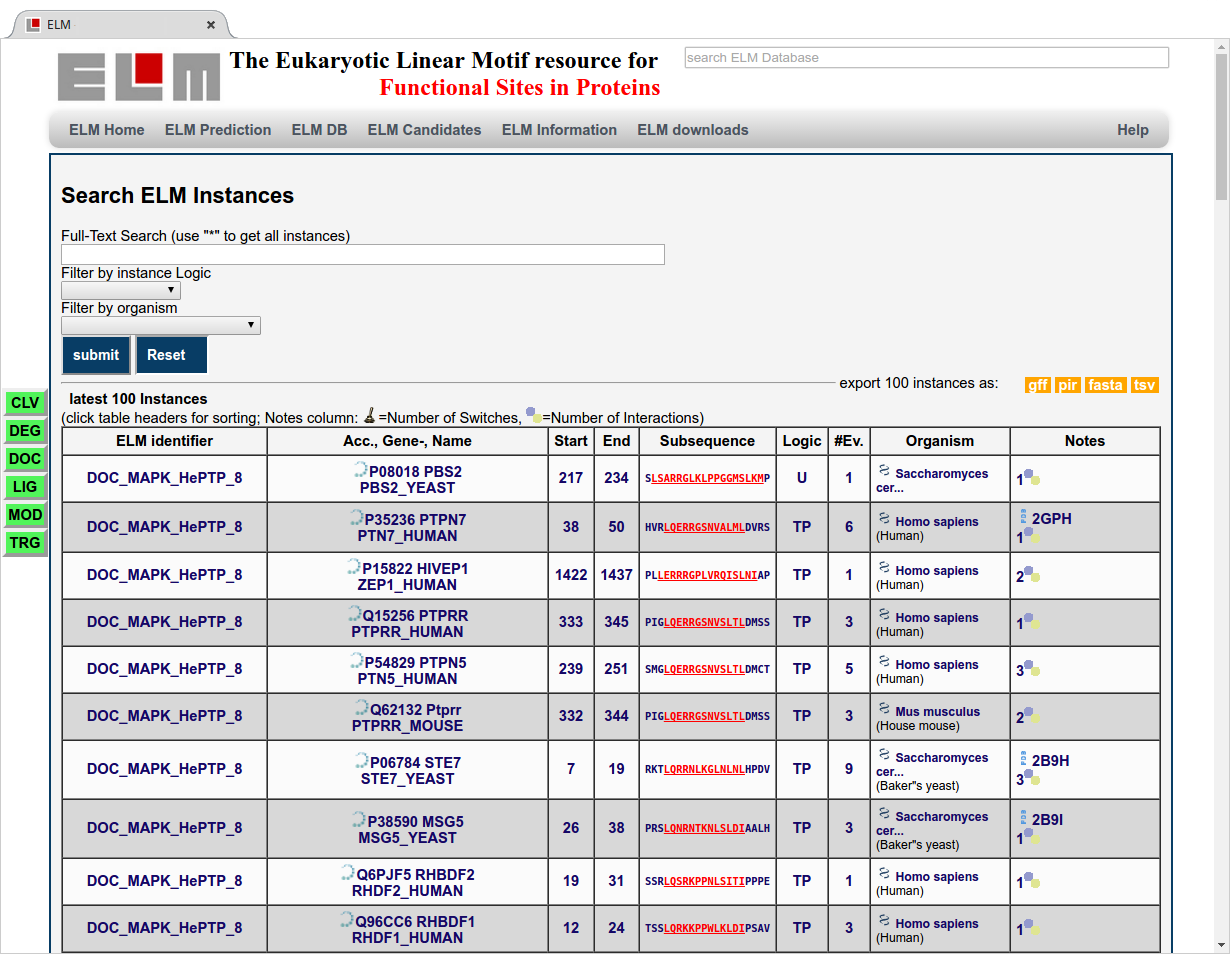 ELM
ELM
The Eukaryotic Linear Motif resource for
Functional Sites in Proteins
search ELM Database
ELM Home ELM Prediction ELM DB ELM Candidates ELM Information ELM downloads Help
Search ELM Instances
Full-Text Search (use "*" to get all instances)
Filter by instance Logic
Filter by organism
submit Reset
export 100 instances as: gff pir fasta tsv
CLV
DEG
DOC
LIG
MOD
TRG
latest 100 Instances
(click table headers for sorting; Notes column: =Number of Switches, =Number of Interactions)
ELM identifier Acc., Gene-, Name Start End Subsequence Logic #Ev. Organism Notes
DOC_MAPK_HePTP_8 P08018 PBS2 217 234 SLSARRGLKLPPGGMSLKMP U 1 Saccharomyces 1
PBS2_YEAST cer...
DOC_MAPK_HePTP_8 P35236 PTPN7 38 50 HVRLQERRGSNVALMLDVRS TP 6 Homo sapiens 2GPH
PTN7_HUMAN (Human) 1
DOC_MAPK_HePTP_8 P15822 HIVEP1 1422 1437 PLLERRRGPLVRQISLNIAP TP 1 Homo sapiens 2
ZEP1_HUMAN (Human)
DOC_MAPK_HePTP_8 Q15256 PTPRR 333 345 PIGLQERRGSNVSLTLDMSS TP 3 Homo sapiens 1
PTPRR_HUMAN (Human)
DOC_MAPK_HePTP_8 P54829 PTPN5 239 251 SMGLQERRGSNVSLTLDMCT TP 5 Homo sapiens 3
PTN5_HUMAN (Human)
DOC_MAPK_HePTP_8 Q62132 Ptprr 332 344 PIGLQERRGSNVSLTLDMSS TP 3 Mus musculus 2
PTPRR_MOUSE (House mouse)
DOC_MAPK_HePTP_8 P06784 STE7 7 19 RKTLQRRNLKGLNLNLHPDV TP 9 Saccharomyces 2B9H
STE7_YEAST cer... 3
(Baker"s yeast)
DOC_MAPK_HePTP_8 P38590 MSG5 26 38 PRSLQNRNTKNLSLDIAALH TP 3 Saccharomyces 2B9I
MSG5_YEAST cer... 1
(Baker"s yeast)
DOC_MAPK_HePTP_8 Q6PJF5 RHBDF2 19 31 SSRLQSRKPPNLSITIPPPE TP 1 Homo sapiens 1
RHDF2_HUMAN (Human)
DOC_MAPK_HePTP_8 Q96CC6 RHBDF1 12 24 TSSLQRKKPPWLKLDIPSAV TP 3 Homo sapiens 1
RHDF1_HUMAN (Human)